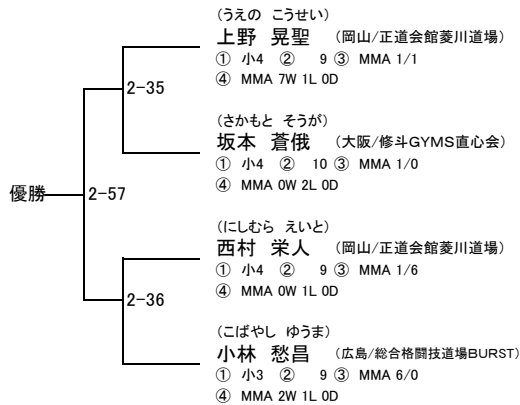 (うえの こうせい)
上野 晃聖 (岡山/正道会館菱川道場)
① 小4 ② 9 ③ MMA 1/1
④ MMA 7W 1L 0D
2-35
(さかもと そうが)
坂本 蒼俄 (大阪/修斗GYMS直心会)
① 小4 ② 10 ③ MMA 1/0
④ MMA 0W 2L 0D
優勝
2-57
(にしむら えいと)
西村 栄人 (岡山/正道会館菱川道場)
① 小4 ② 9 ③ MMA 1/6
④ MMA 0W 1L 0D
2-36
(こばやし ゆうま)
小林 愁昌 (広島/総合格闘技道場BURST)
① 小3 ② 9 ③ MMA 6/0
④ MMA 2W 1L 0D